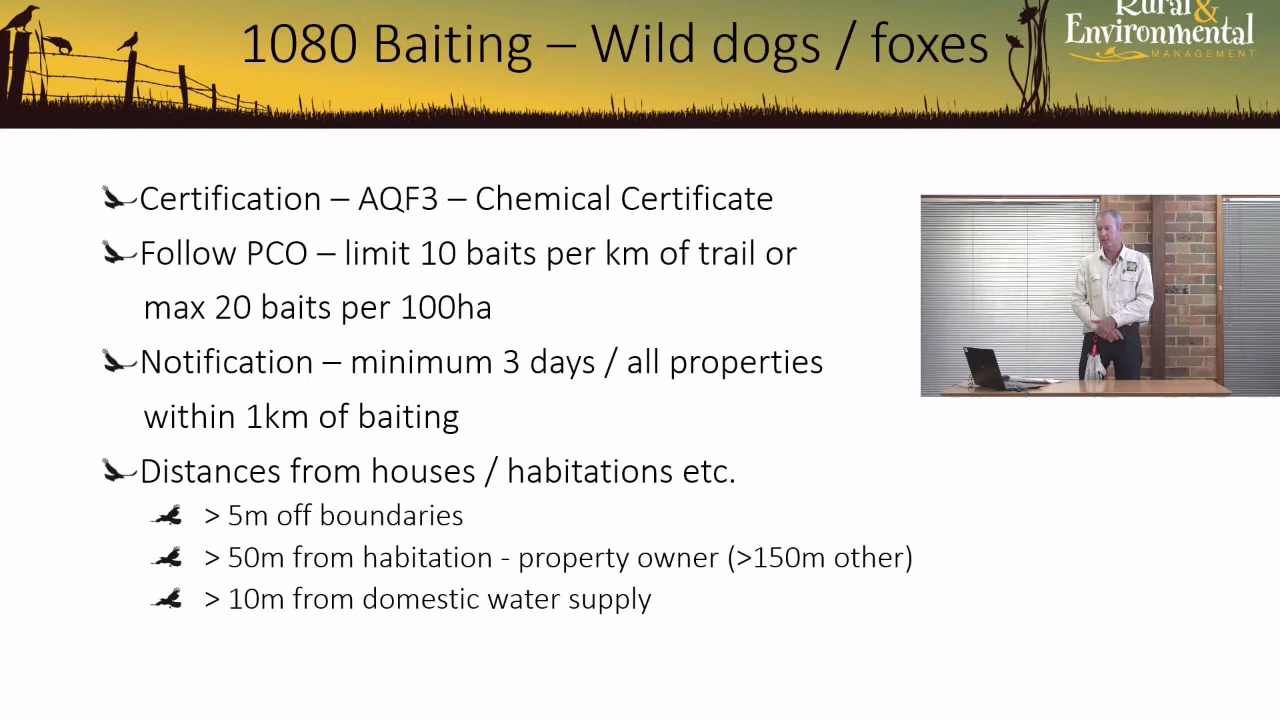 1080 Baiting – Wild dogs / foxes
Rural &
Environmental
MANAGEMENT
Certification – AQF3 – Chemical Certificate
Follow PCO – limit 10 baits per km of trail or
max 20 baits per 100ha
Notification – minimum 3 days / all properties
within 1km of baiting
Distances from houses / habitations etc.
> 5m off boundaries
> 50m from habitation - property owner (>150m other)
> 10m from domestic water supply